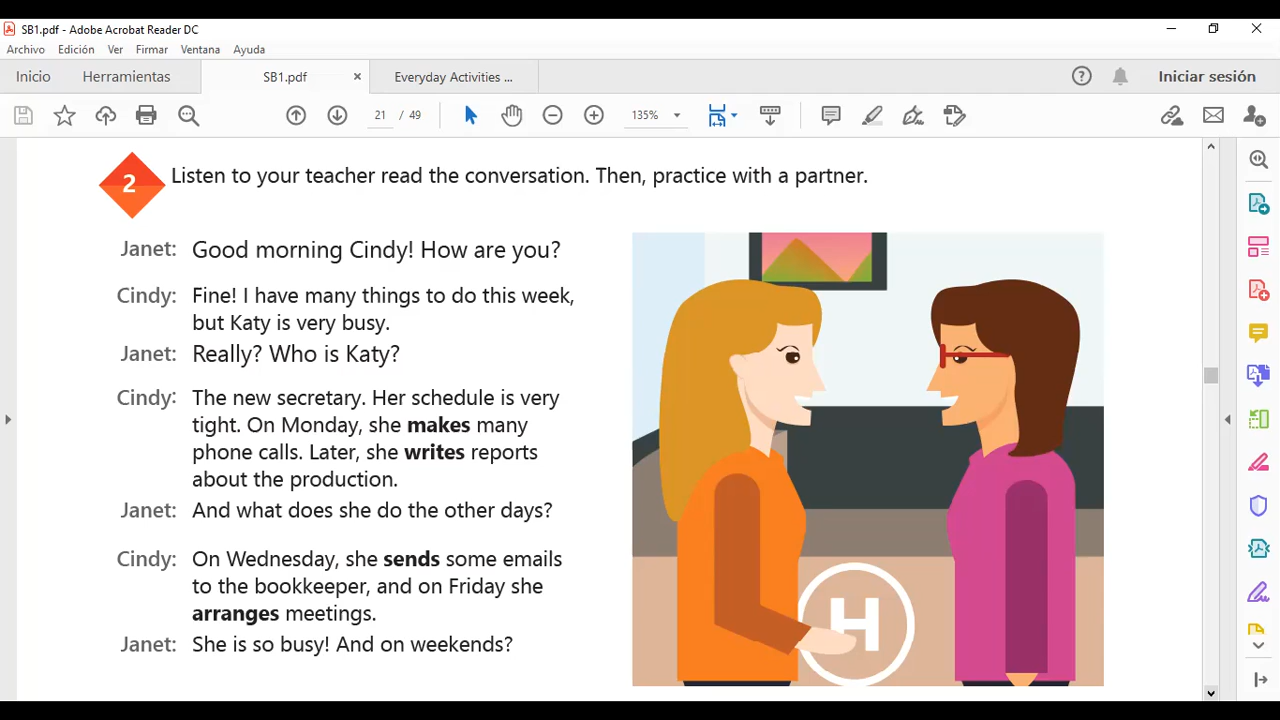 SB1.pdf - Adobe Acrobat Reader DC
Archivo Edición Ver Firmar Ventana Ayuda
Inicio Herramientas SB1.pdf × Everyday Activities ... Iniciar sesión
21 / 49 135%
2 Listen to your teacher read the conversation. Then, practice with a partner.
Janet: Good morning Cindy! How are you?
Cindy: Fine! I have many things to do this week,
but Katy is very busy.
Janet: Really? Who is Katy?
Cindy: The new secretary. Her schedule is very
tight. On Monday, she makes many
phone calls. Later, she writes reports
about the production.
Janet: And what does she do the other days?
Cindy: On Wednesday, she sends some emails
to the bookkeeper, and on Friday she
arranges meetings.
Janet: She is so busy! And on weekends?
H